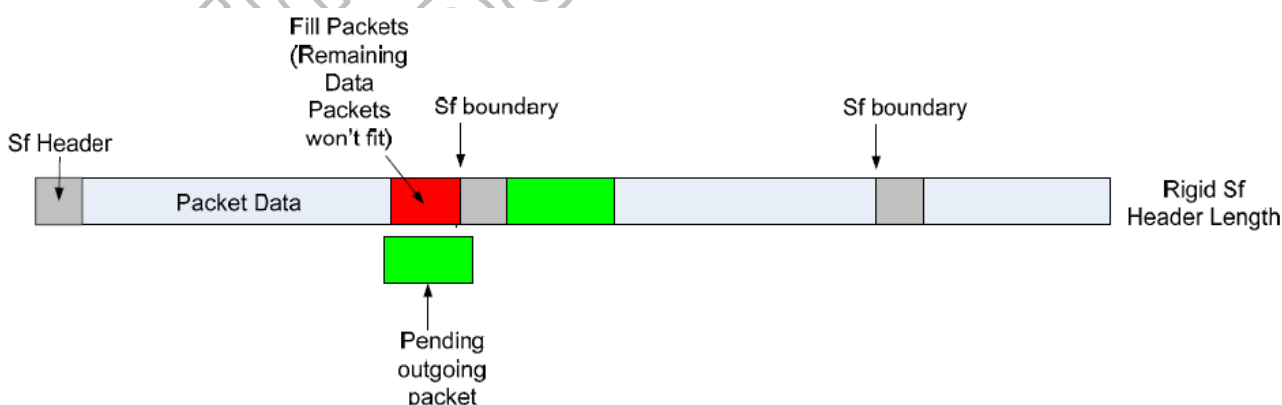 Fill Packets
(Remaining
Data
Packets
won't fit)
Sf boundary
Sf boundary
Sf Header
Packet Data
Rigid Sf
Header Length
Pending
outgoing
packet